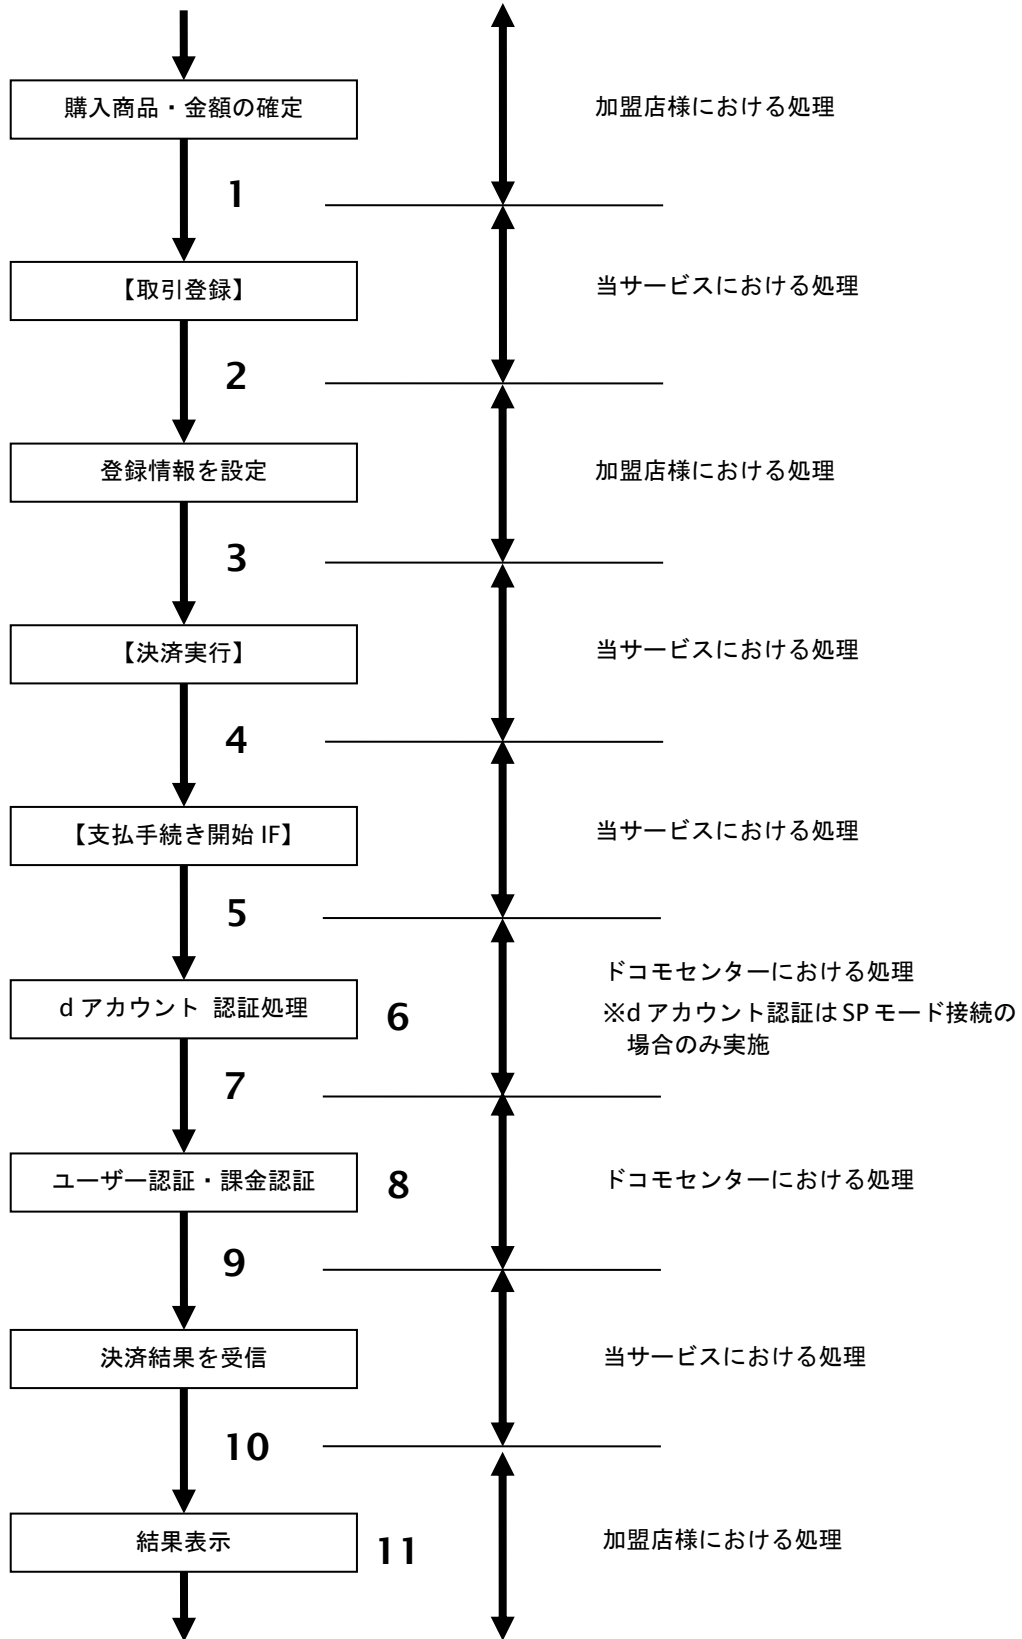 購入商品・金額の確定
加盟店様における処理
1
【取引登録】
当サービスにおける処理
2
登録情報を設定
加盟店様における処理
3
【決済実行】
当サービスにおける処理
4
【支払手続き開始 IF】
当サービスにおける処理
5
ドコモセンターにおける処理
d アカウント 認証処理
6
※d アカウント認証は SP モード接続の
場合のみ実施
7
ユーザー認証・課金認証
8
ドコモセンターにおける処理
9
決済結果を受信
当サービスにおける処理
10
結果表示
11
加盟店様における処理